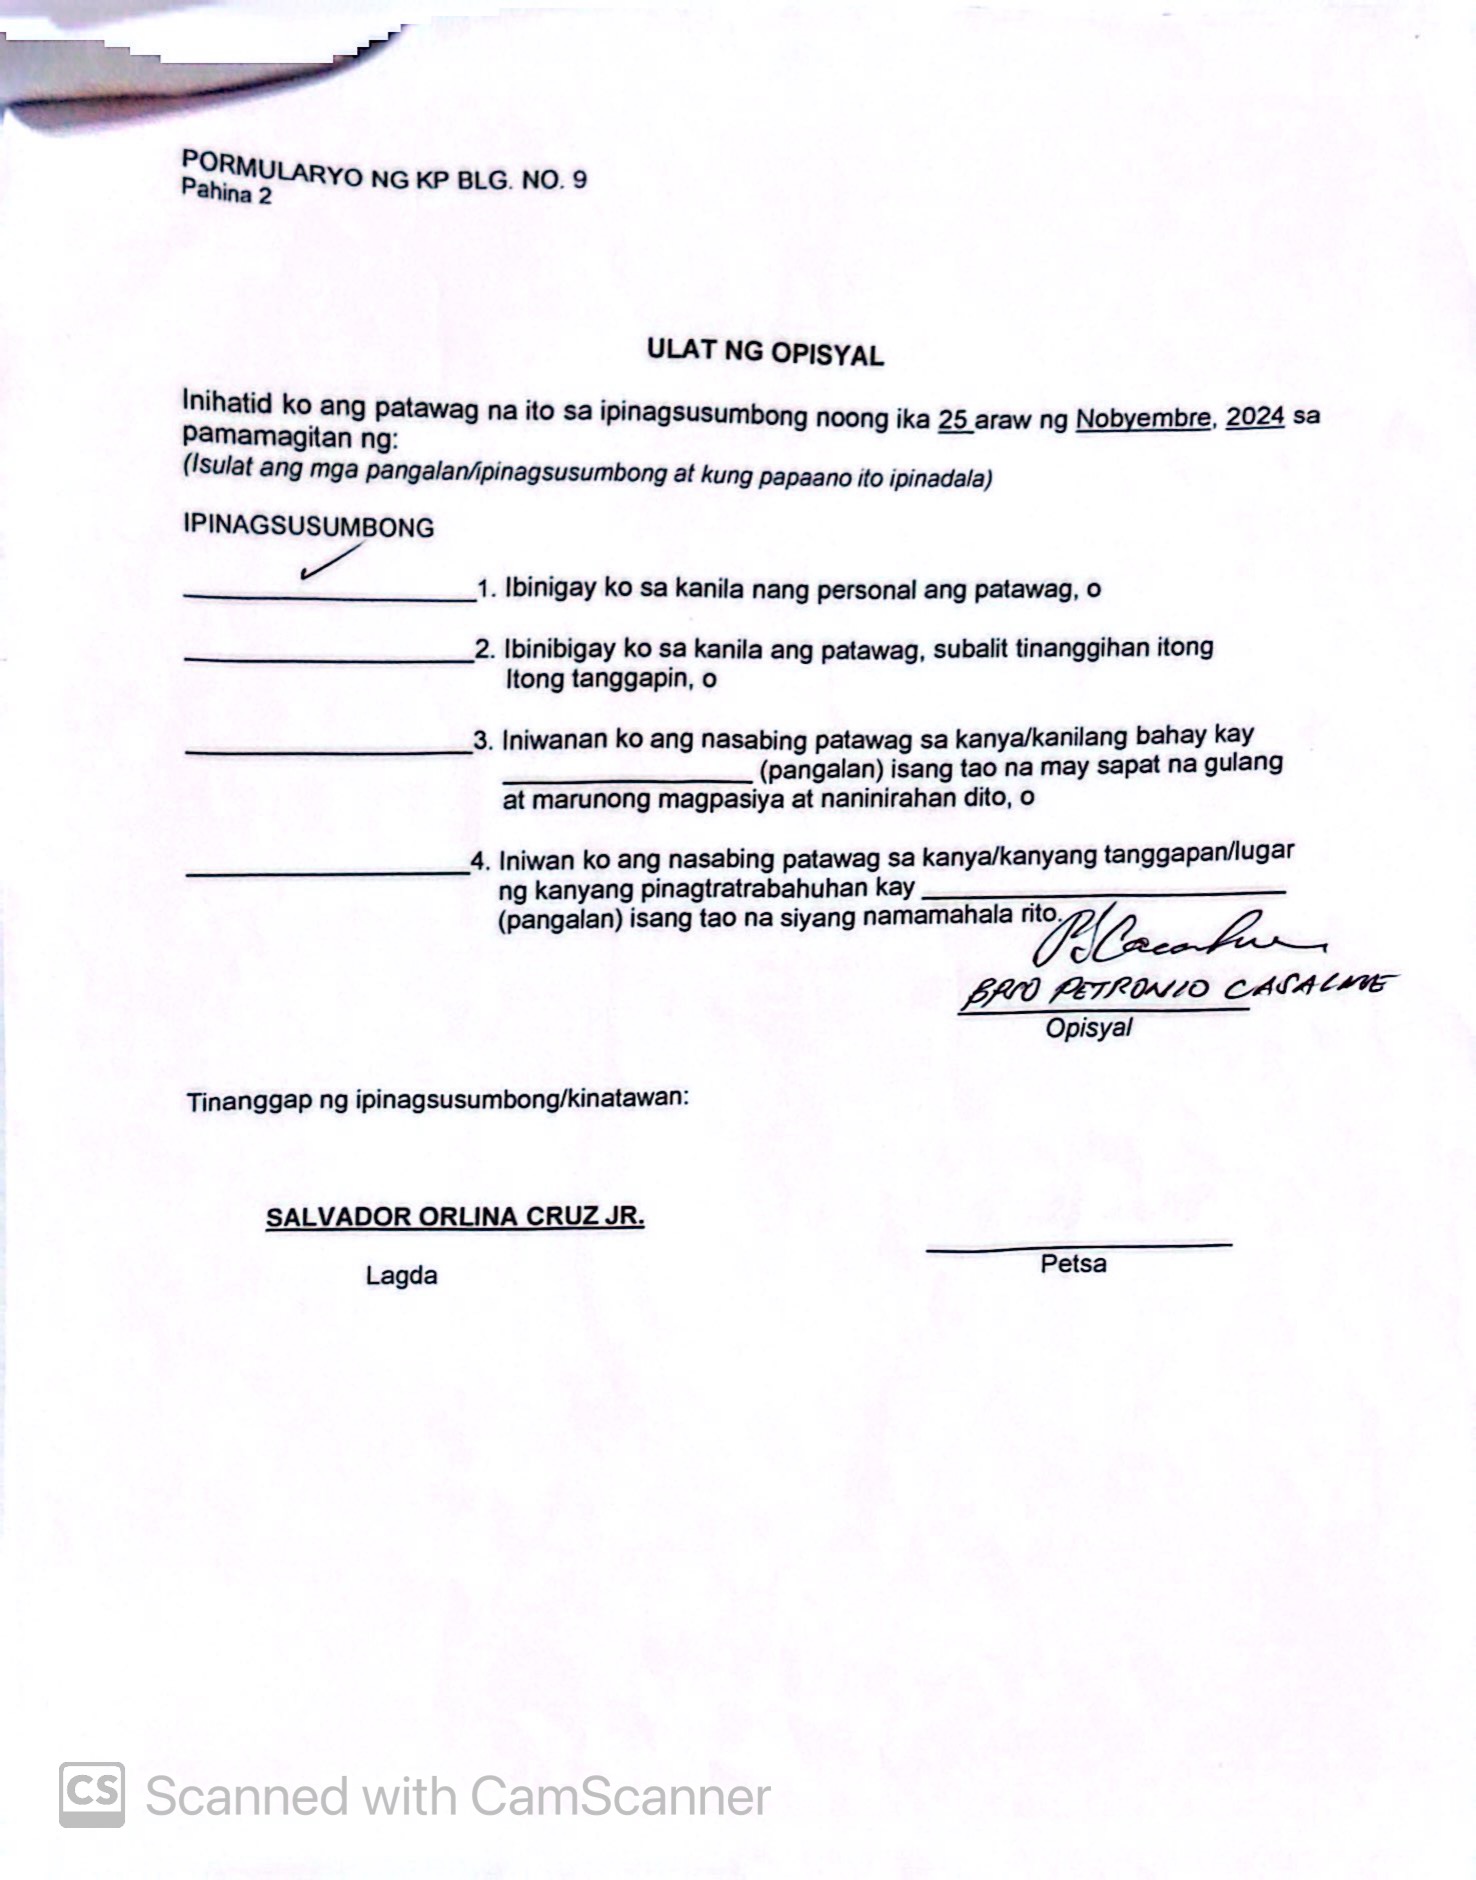 PORMULARYO NG KP BLG. NO. 9
Pahina 2
ULAT NG OPISYAL
Inihatid ko ang patawag na ito sa ipinagsusumbong noong ika 25 araw ng Nobyembre, 2024 sa
pamamagitan ng:
(Isulat ang mga pangalan/ipinagsusumbong at kung papaano ito ipinadala)
IPINAGSUSUMBONG
1. Ibinigay ko sa kanila nang personal ang patawag, o
2. Ibinibigay ko sa kanila ang patawag, subalit tinanggihan itong
Itong tanggapin, o
3. Iniwanan ko ang nasabing patawag sa kanya/kanilang bahay kay
(pangalan) isang tao na may sapat na gulang
at marunong magpasiya at naninirahan dito, o
4. Iniwan ko ang nasabing patawag sa kanya/kanyang tanggapan/lugar
ng kanyang pinagtratrabahuhan kay
(pangalan) isang tao na siyang namamahala rito.
PETRONIO
Opisyal
Tinanggap ng ipinagsusumbong/kinatawan:
SALVADOR ORLINA CRUZ JR.
Lagda
Petsa
CS Scanned with CamScanner